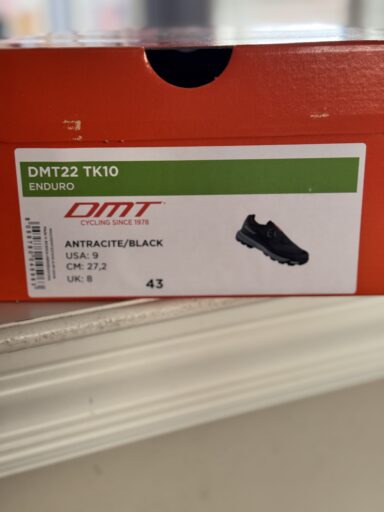 DMT22 TK10
ENDURO
DMT
CYCLING SINCE 1978
ANTRACITE/BLACK
USA: 9
CM: 27,2
UK: 8
43